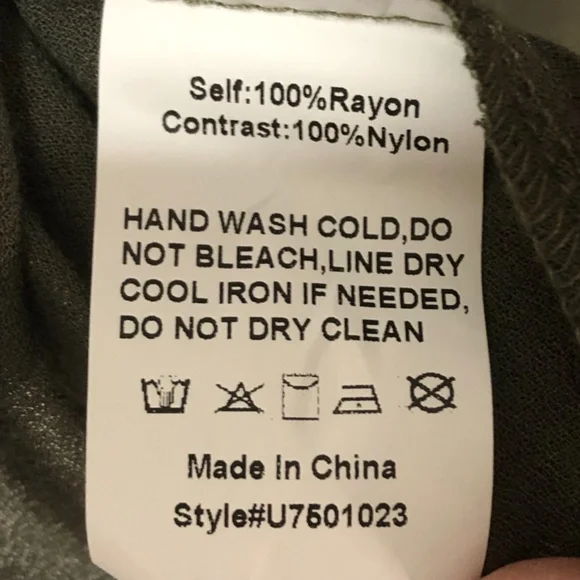 Self:100%Rayon
Contrast:100%Nylon
HAND WASH COLD,DO
NOT BLEACH,LINE DRY
COOL IRON IF NEEDED,
DO NOT DRY CLEAN
Made In China
Style#U7501023